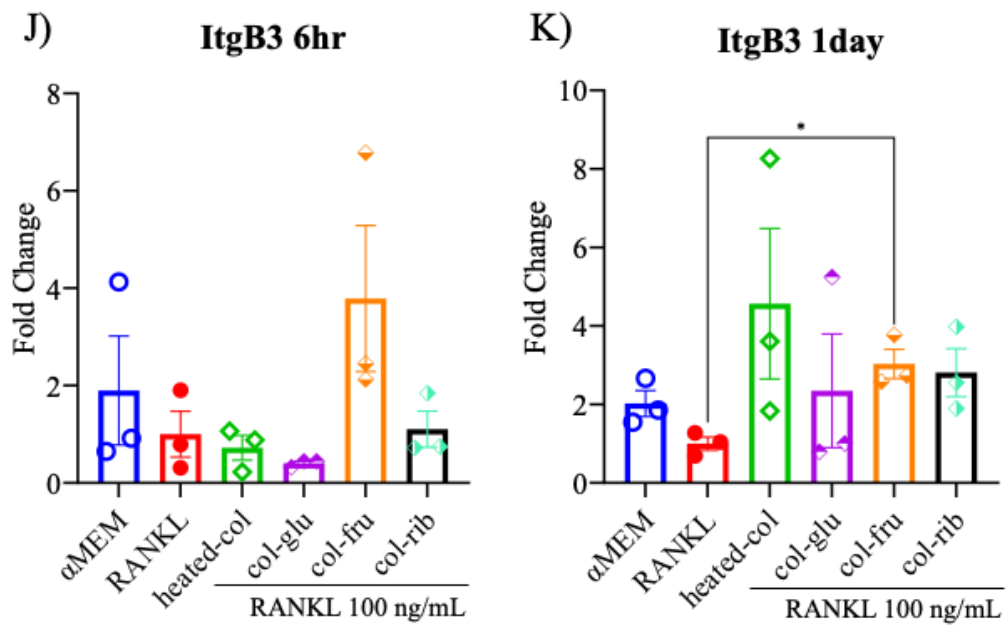 J)
ItgB3 6hr
Fold Change
8
6
4
2
0
αMEM
RANKL
heated-col
col-glu
col-fru
col-rib
RANKL 100 ng/mL
K)
ItgB3 1day
Fold Change
10
8
6
4
2
0
*
αMEM
RANKL
heated-col
col-glu
col-fru
col-rib
RANKL 100 ng/mL